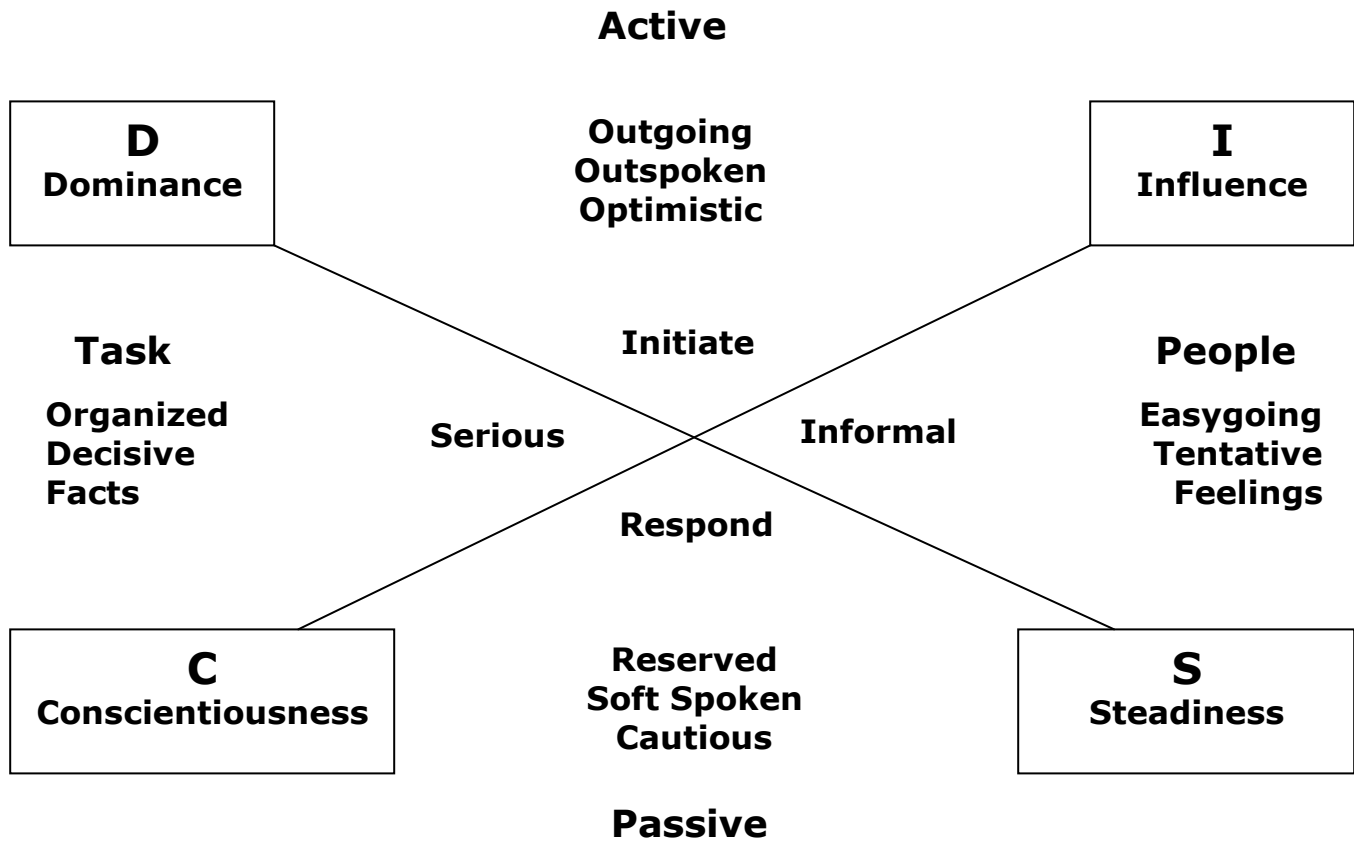 Active
D
Dominance
Outgoing
Outspoken
Optimistic
I
Influence
Task
Organized
Decisive
Facts
Serious
Initiate
Informal
Respond
People
Easygoing
Tentative
Feelings
C
Conscientiousness
Reserved
Soft Spoken
Cautious
S
Steadiness
Passive